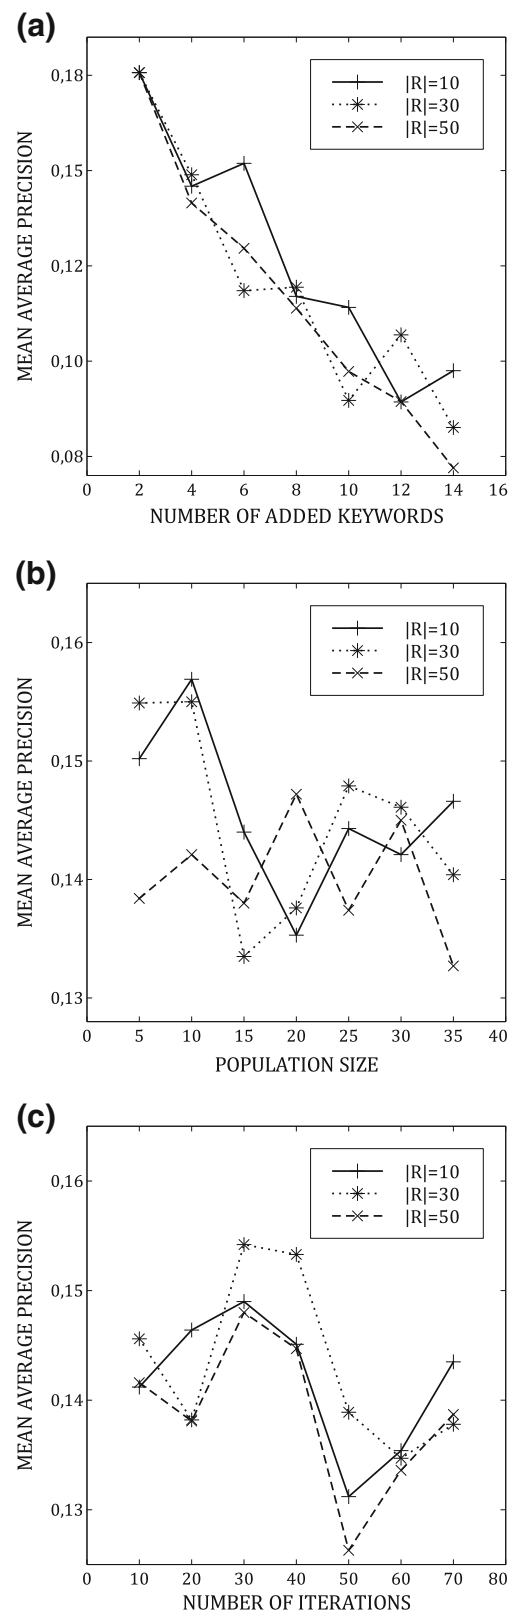 (a)
0,18
0,15
0,12
0,10
0,08
MEAN AVERAGE PRECISION
|R|=10
|R|=30
|R|=50
0 2 4 6 8 10 12 14 16
NUMBER OF ADDED KEYWORDS
(b)
0,16
0,15
0,14
0,13
MEAN AVERAGE PRECISION
|R|=10
|R|=30
|R|=50
0 5 10 15 20 25 30 35 40
POPULATION SIZE
(c)
0,16
0,15
0,14
0,13
MEAN AVERAGE PRECISION
|R|=10
|R|=30
|R|=50
0 10 20 30 40 50 60 70 80
NUMBER OF ITERATIONS